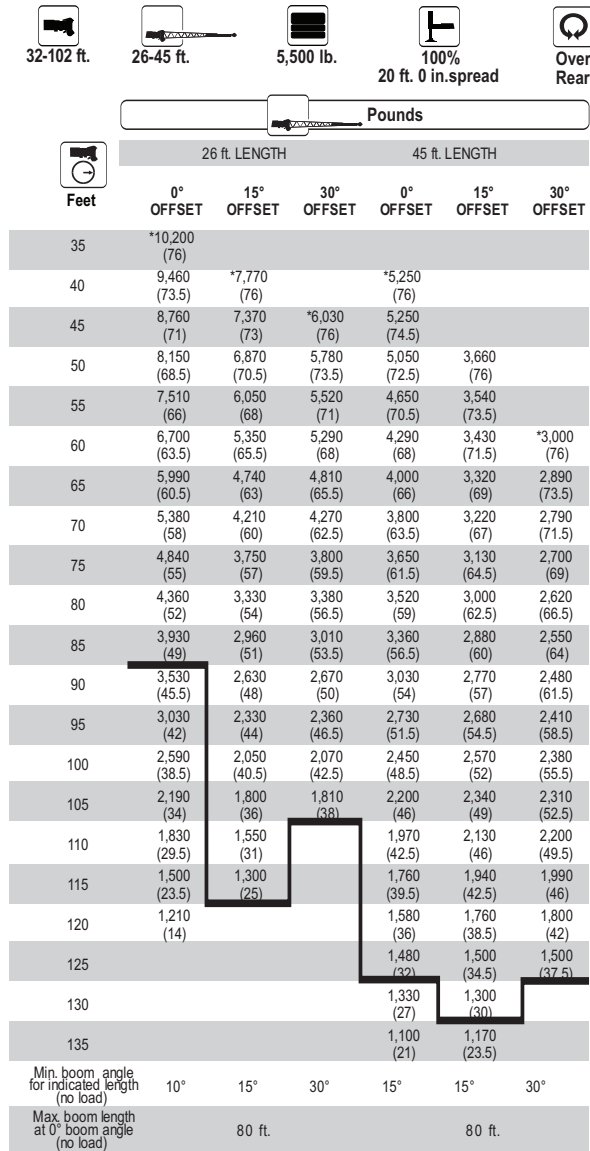 32-102 ft. 26-45 ft. 5,500 lb. 100% Over
20 ft. 0 in.spread Rear
Pounds
26 ft. LENGTH 45 ft. LENGTH
Feet 0° 15° 30° 0° 15° 30°
OFFSET OFFSET OFFSET OFFSET OFFSET OFFSET
35 *10,200
(76)
40 9,460 *7,770 *5,250
(73.5) (76) (76)
45 8,760 7,370 *6,030 5,250
(71) (73) (76) (74.5)
50 8,150 6,870 5,780 5,050 3,660
(68.5) (70.5) (73.5) (72.5) (76)
55 7,510 6,050 5,520 4,650 3,540
(66) (68) (71) (70.5) (73.5)
60 6,700 5,350 5,290 4,290 3,430 *3,000
(63.5) (65.5) (68) (68) (71.5) (76)
65 5,990 4,740 4,810 4,000 3,320 2,890
(60.5) (63) (65.5) (66) (69) (73.5)
70 5,380 4,210 4,270 3,800 3,220 2,790
(58) (60) (62.5) (63.5) (67) (71.5)
75 4,840 3,750 3,800 3,650 3,130 2,700
(55) (57) (59.5) (61.5) (64.5) (69)
80 4,360 3,330 3,380 3,520 3,000 2,620
(52) (54) (56.5) (59) (62.5) (66.5)
85 3,930 2,960 3,010 3,360 2,880 2,550
(49) (51) (53.5) (56.5) (60) (64)
90 3,530 2,630 2,670 3,030 2,770 2,480
(45.5) (48) (50) (54) (57) (61.5)
95 3,030 2,330 2,360 2,730 2,680 2,410
(42) (44) (46.5) (51.5) (54.5) (58.5)
100 2,590 2,050 2,070 2,450 2,570 2,380
(38.5) (40.5) (42.5) (48.5) (52) (55.5)
105 2,190 1,800 1,810 2,200 2,340 2,310
(34) (36) (38) (46) (49) (52.5)
110 1,830 1,550 1,970 2,130 2,200
(29.5) (31) (42.5) (46) (49.5)
115 1,500 1,300 1,760 1,940 1,990
(23.5) (25) (39.5) (42.5) (46)
120 1,210 1,580 1,760 1,800
(14) (36) (38.5) (42)
125 1,480 1,500 1,500
(32) (34.5) (37.5)
130 1,330 1,300
(27) (30)
135 1,100 1,170
(21) (23.5)
Min. boom angle
for indicated length 10° 15° 30° 15° 15° 30°
(no load)
Max. boom length
at 0° boom angle 80 ft. 80 ft.
(no load)